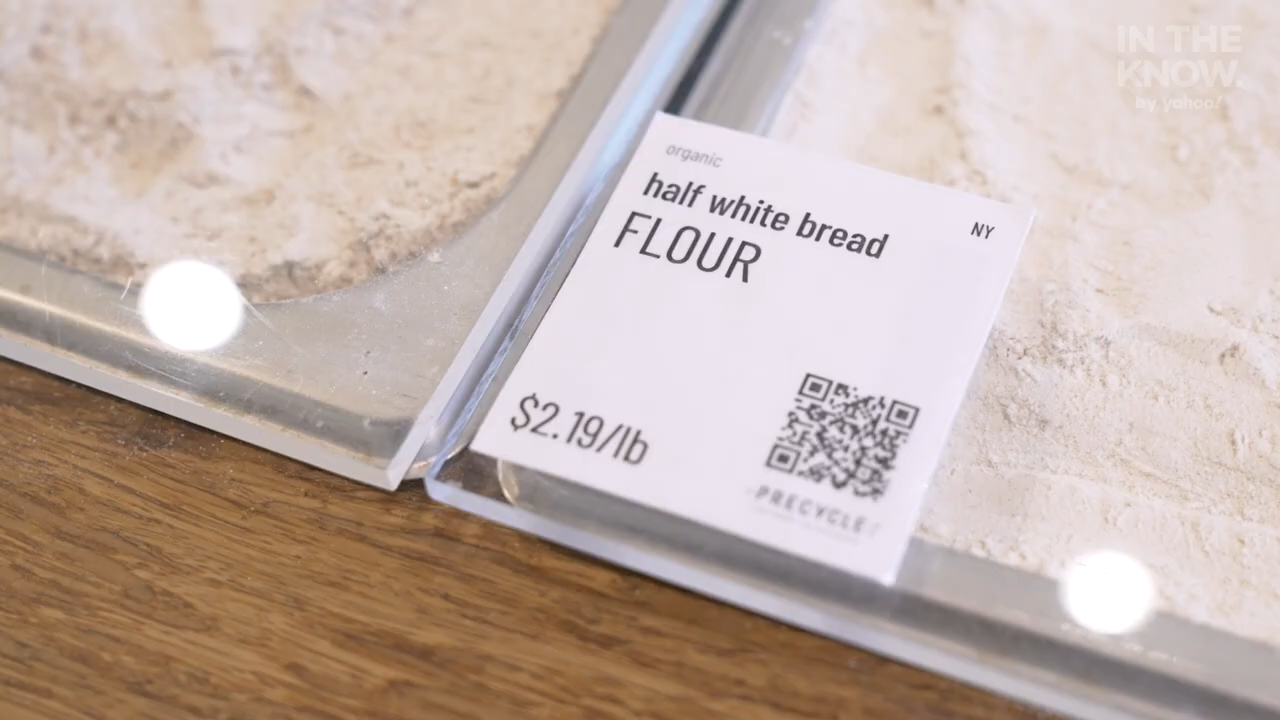 IN THE
KNOW.
by yahoo!
organic
half white bread
NY
FLOUR
$2.19/lb
PRECYCLE